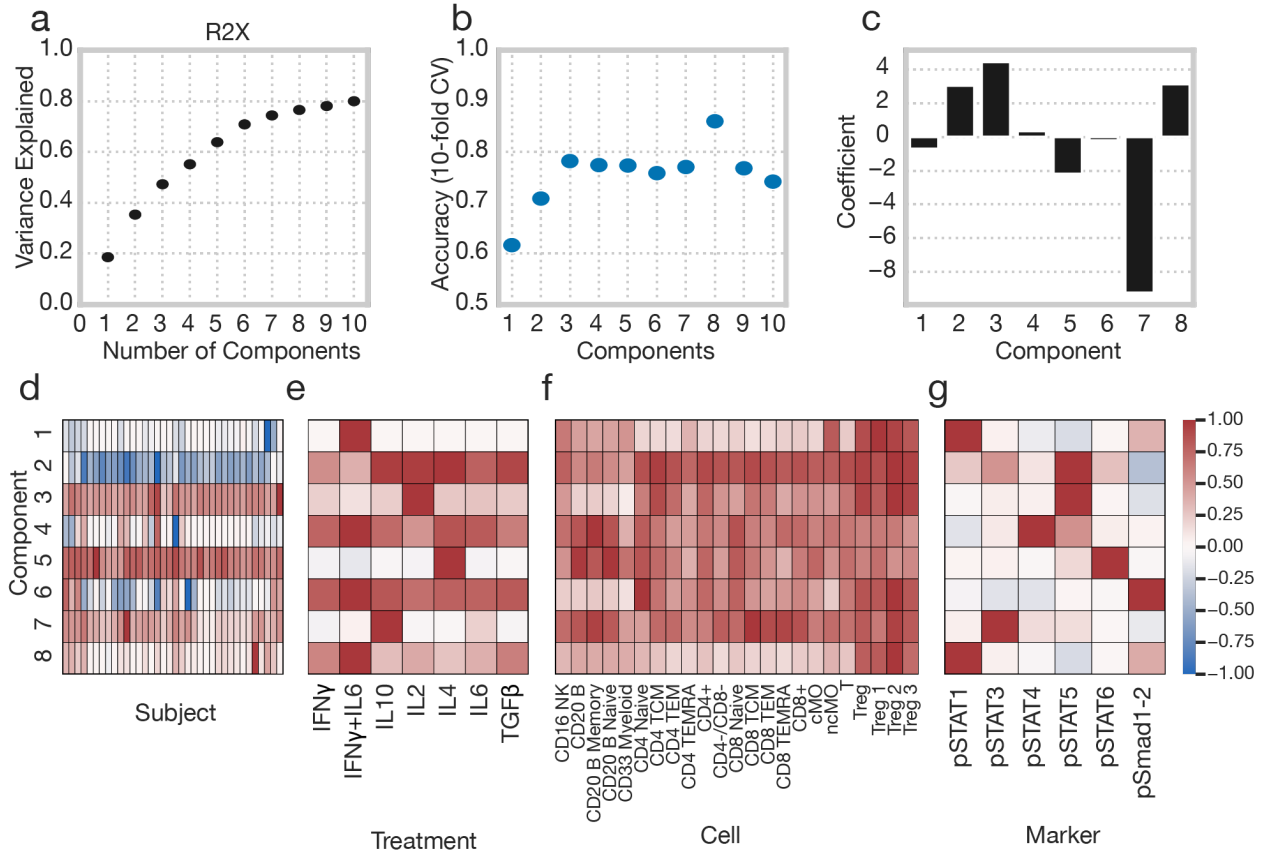 a
R2X
Variance Explained
1.0
0.8
0.6
0.4
0.2
0.0
0 1 2 3 4 5 6 7 8 9 10
Number of Components
b
Accuracy (10-fold CV)
1.0
0.9
0.8
0.7
0.6
0.5
1 2 3 4 5 6 7 8 9 10
Components
c
Coefficient
4
2
0
−2
−4
−6
−8
1 2 3 4 5 6 7 8
Component
d
Component
1
2
3
4
5
6
7
8
Subject
e
IFNγ
IFNγ+IL6
IL10
IL2
IL4
IL6
TGFβ
Treatment
f
CD16 NK
CD20 B
CD20 B Memory
CD20 B Naive
CD33 Myeloid
CD4 Naive
CD4 TCM
CD4 TEM
CD4 TEMRA
CD4+
CD4-/CD8-
CD8 Naive
CD8 TCM
CD8 TEM
CD8 TEMRA
CD8+
cMO
ncMO
T
Treg
Treg 1
Treg 2
Treg 3
Cell
g
pSTAT1
pSTAT3
pSTAT4
pSTAT5
pSTAT6
pSmad1-2
Marker
1.00
0.75
0.50
0.25
0.00
−0.25
−0.50
−0.75
−1.00